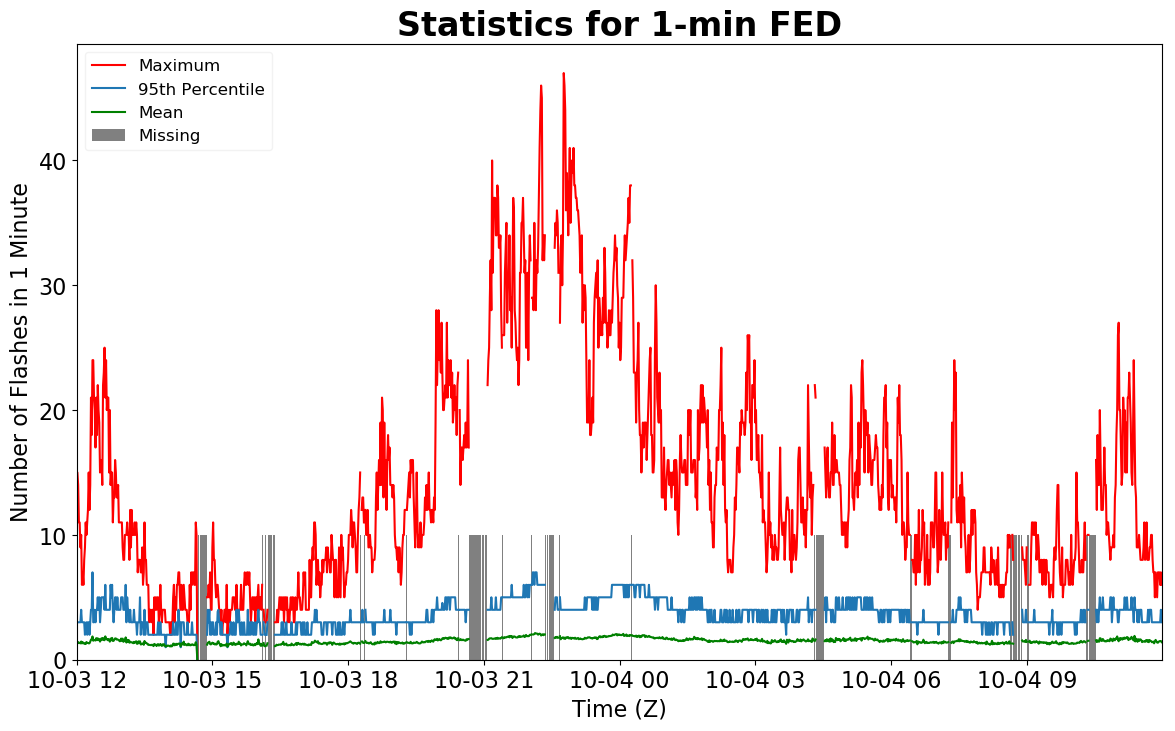 Statistics for 1-min FED
Maximum
95th Percentile
Mean
Missing
Number of Flashes in 1 Minute
40
30
20
10
0
10-03 12 10-03 15 10-03 18 10-03 21 10-04 00 10-04 03 10-04 06 10-04 09
Time (Z)